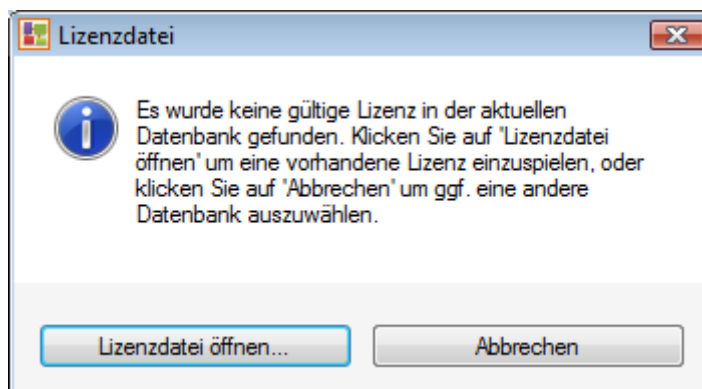 Lizenzdatei
Es wurde keine gültige Lizenz in der aktuellen
Datenbank gefunden. Klicken Sie auf 'Lizenzdatei
öffnen' um eine vorhandene Lizenz einzuspielen, oder
klicken Sie auf 'Abbrechen' um ggf. eine andere
Datenbank auszuwählen.
Lizenzdatei öffnen...
Abbrechen